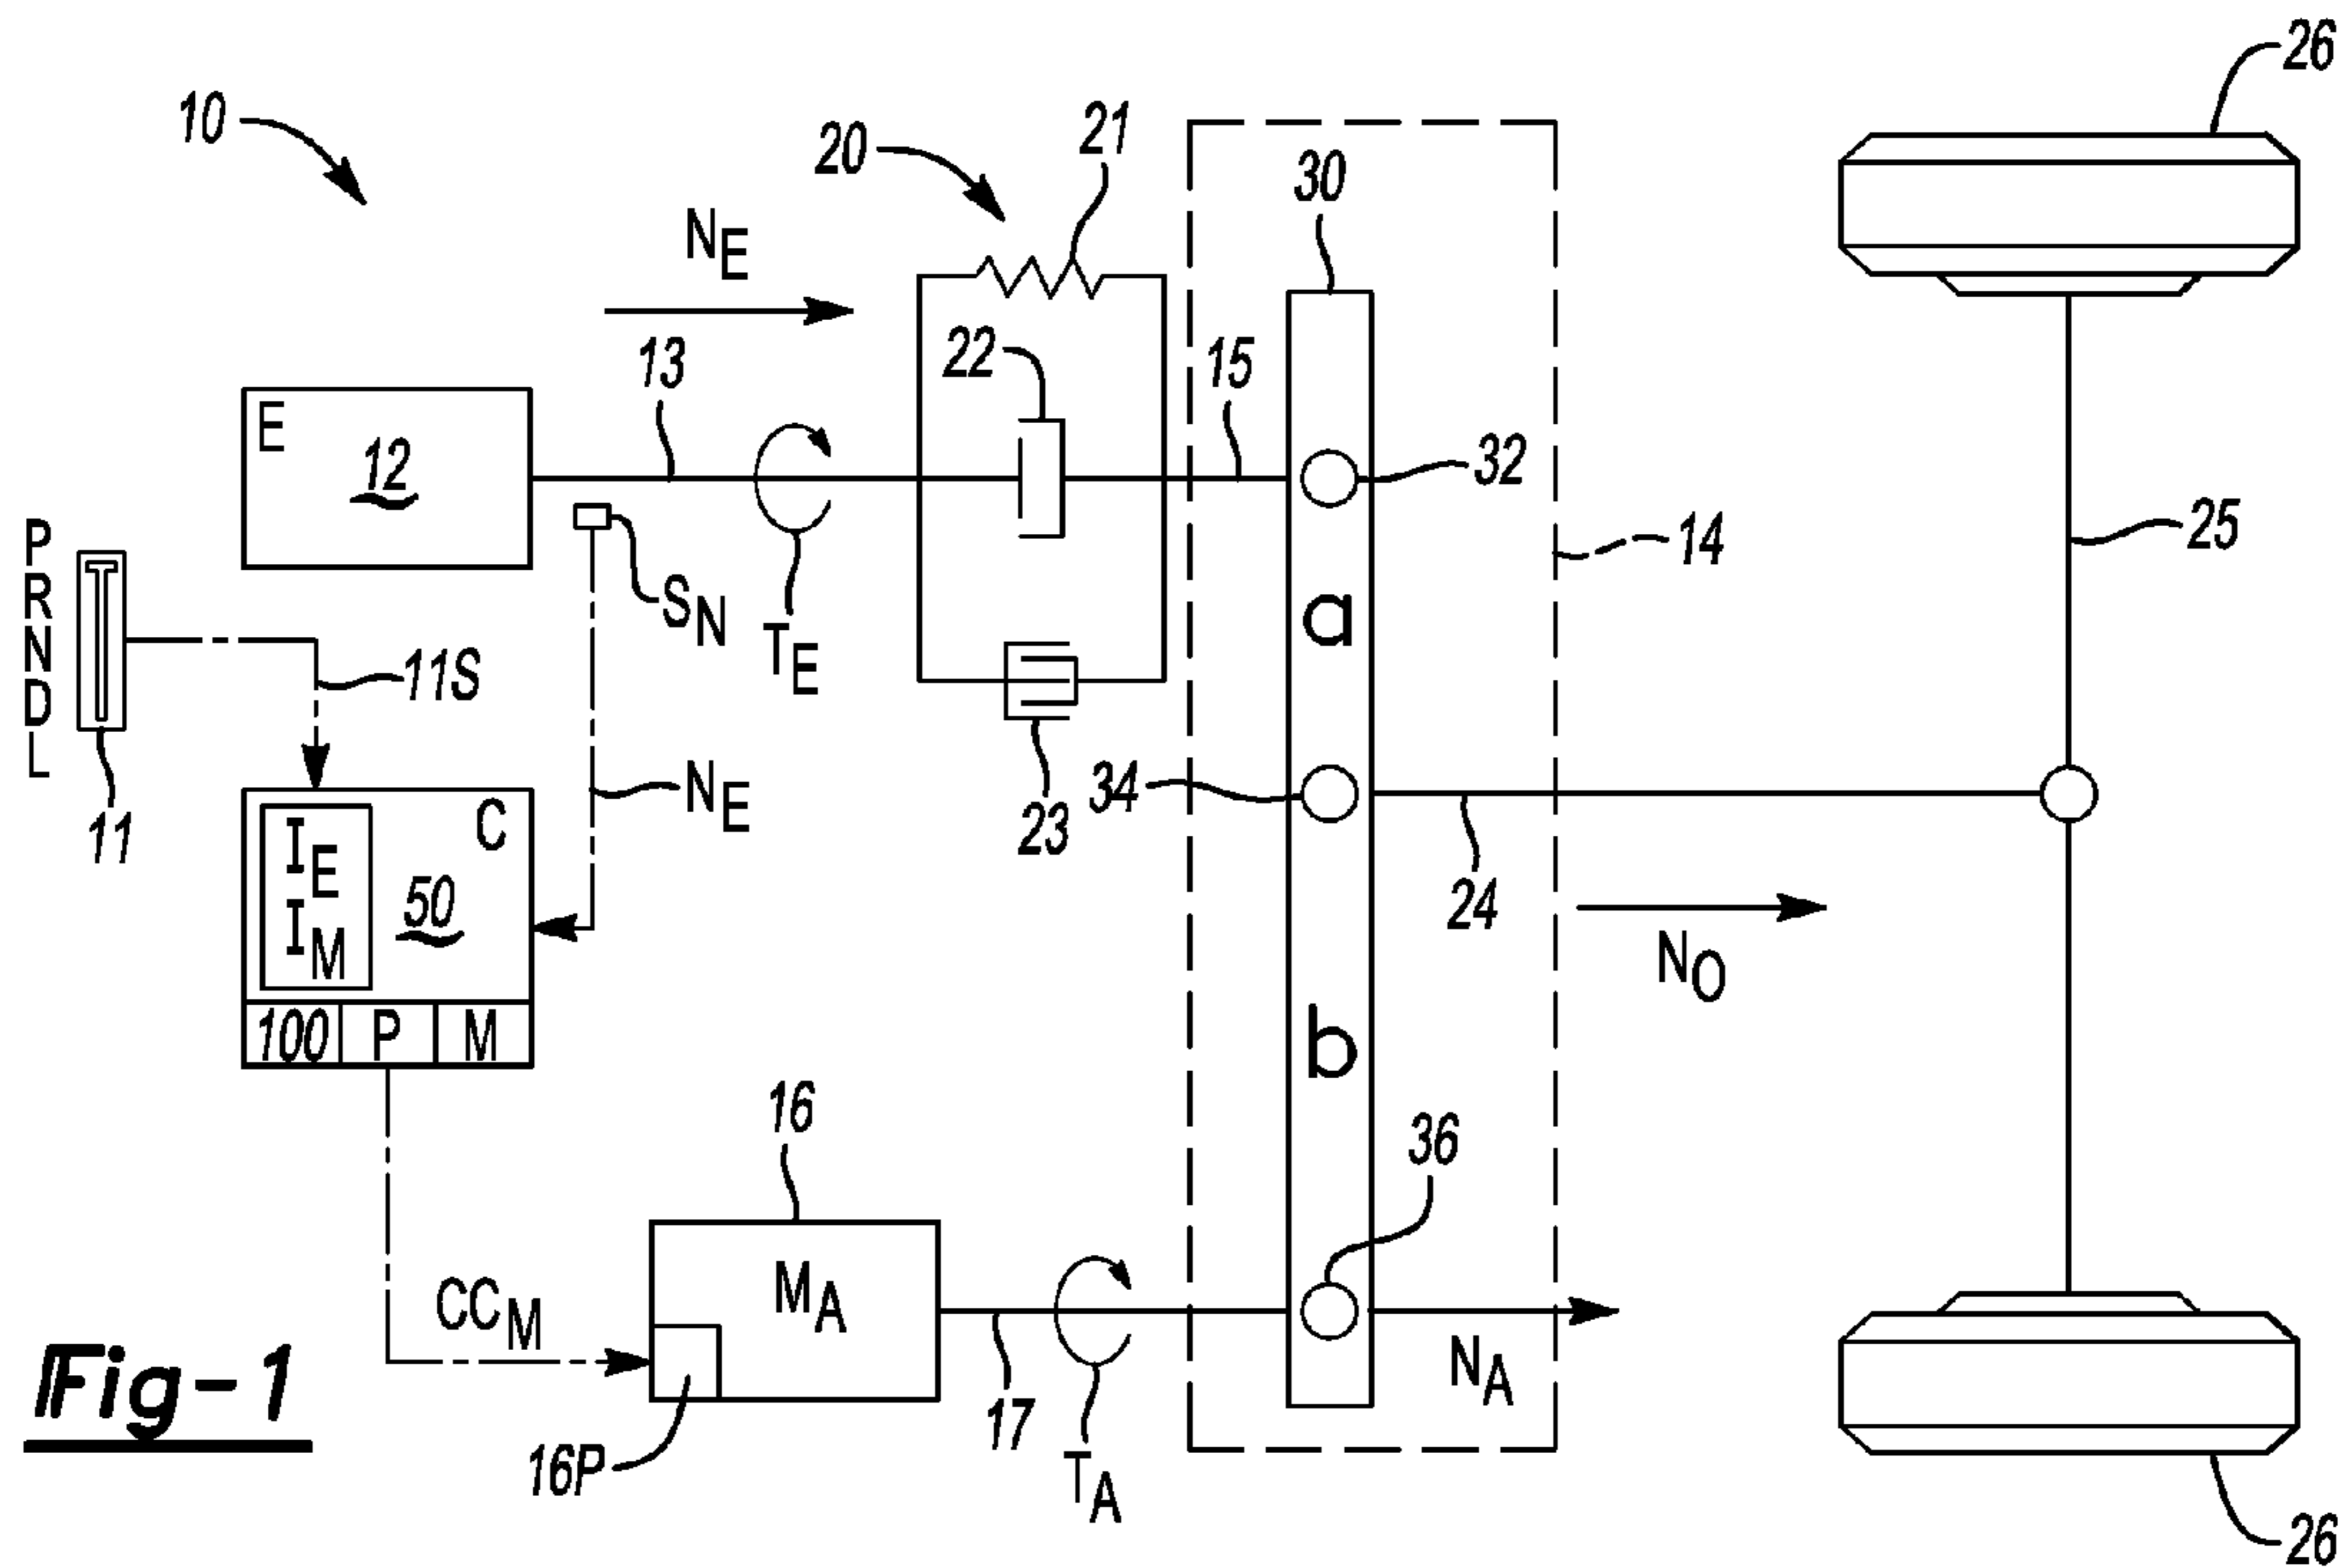 26
10
20
21
30
N_E
22
13
15
E
12
32
25
14
P
R
N
D
L
S_N
T_E
a
11S
34
N_E
11
23
C
I_E
50
I_M
24
N_O
100 P M
b
16
36
M_A
CC_M
N_A
Fig-1
17
16P
T_A
26